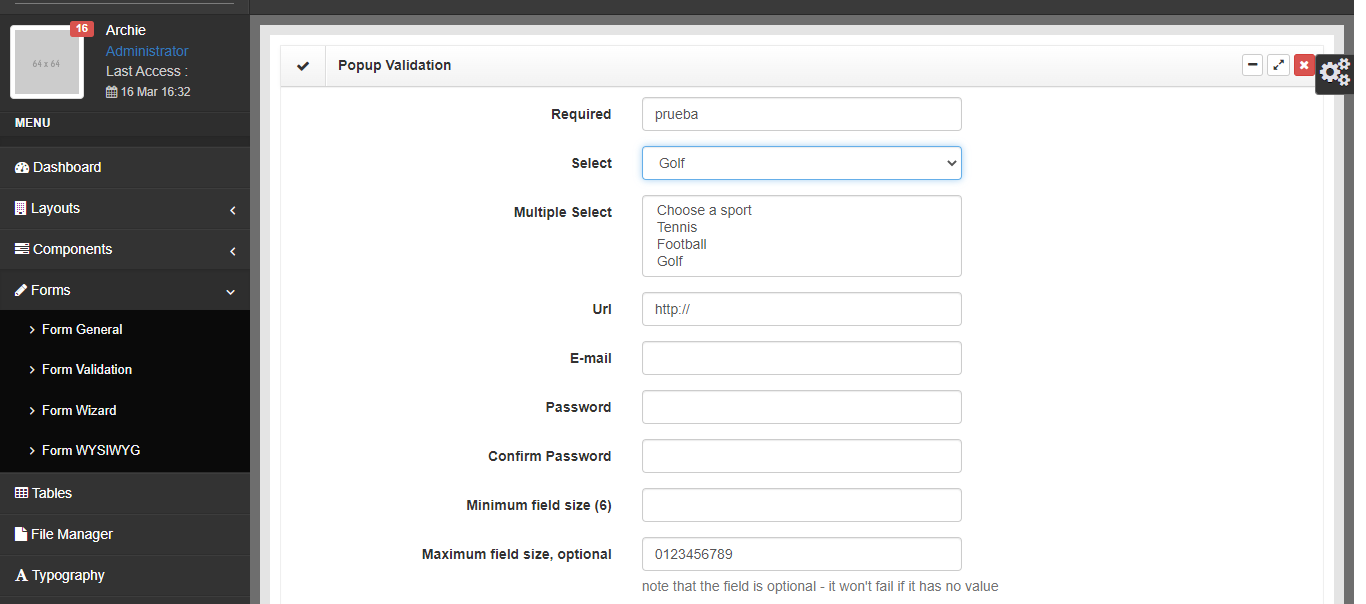 64 x 64
16
Archie
Administrator
Last Access :
16 Mar 16:32
MENU
Dashboard
Layouts
Components
Forms
Form General
Form Validation
Form Wizard
Form WYSIWYG
Tables
File Manager
Typography
Popup Validation
Required
prueba
Select
Golf
Multiple Select
Choose a sport
Tennis
Football
Golf
Url
http://
E-mail
Password
Confirm Password
Minimum field size (6)
Maximum field size, optional
0123456789
note that the field is optional - it won't fail if it has no value